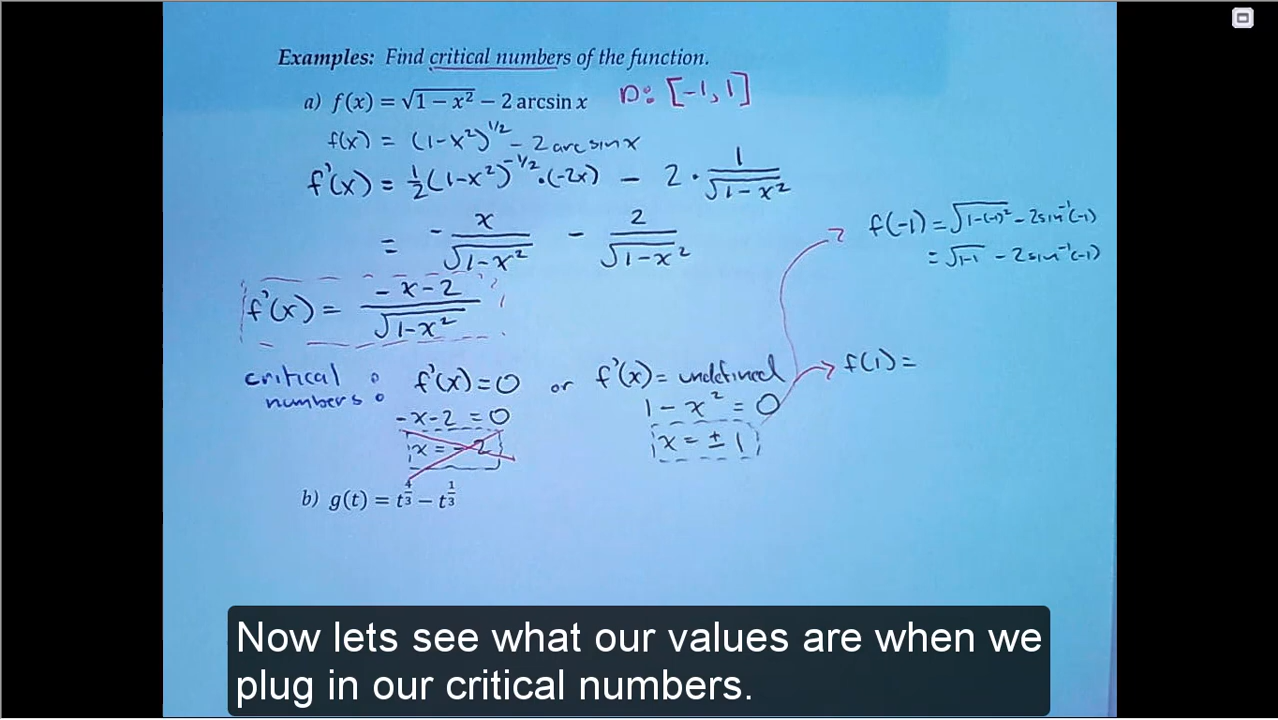 Examples: Find critical numbers of the function.
a) f(x) = √(1 − x²) − 2 arcsin x   D: [-1, 1]
f(x) = (1-x²)^1/2 - 2 arcsin x
f'(x) = ½(1-x²)^-1/2 · (-2x) - 2 · 1/√(1-x²)
= - x/√(1-x²) - 2/√(1-x²)
f'(x) = (-x-2)/√(1-x²)
critical numbers: f'(x) = 0 or f'(x) = undefined
-x-2 = 0
x = -2
1 - x² = 0
x = ± 1
f(-1) = √(1-(-1)²) - 2sin⁻¹(-1)
= √(1-1) - 2sin⁻¹(-1)
f(1) =
b) g(t) = t^4/3 − t^1/3
Now lets see what our values are when we
plug in our critical numbers.